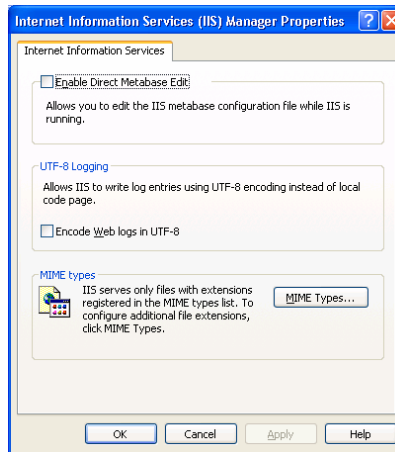 Internet Information Services (IIS) Manager Properties
Internet Information Services
Enable Direct Metabase Edit
Allows you to edit the IIS metabase configuration file while IIS is
running.
UTF-8 Logging
Allows IIS to write log entries using UTF-8 encoding instead of local
code page.
Encode Web logs in UTF-8
MIME types
IIS serves only files with extensions
registered in the MIME types list. To
configure additional file extensions,
click MIME Types.
MIME Types...
OK Cancel Apply Help